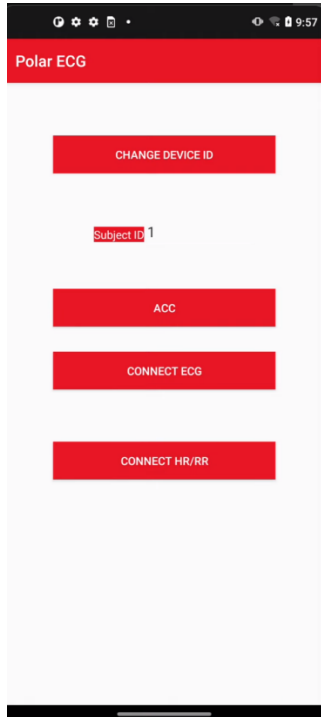 9:57
Polar ECG
CHANGE DEVICE ID
Subject ID 1
ACC
CONNECT ECG
CONNECT HR/RR